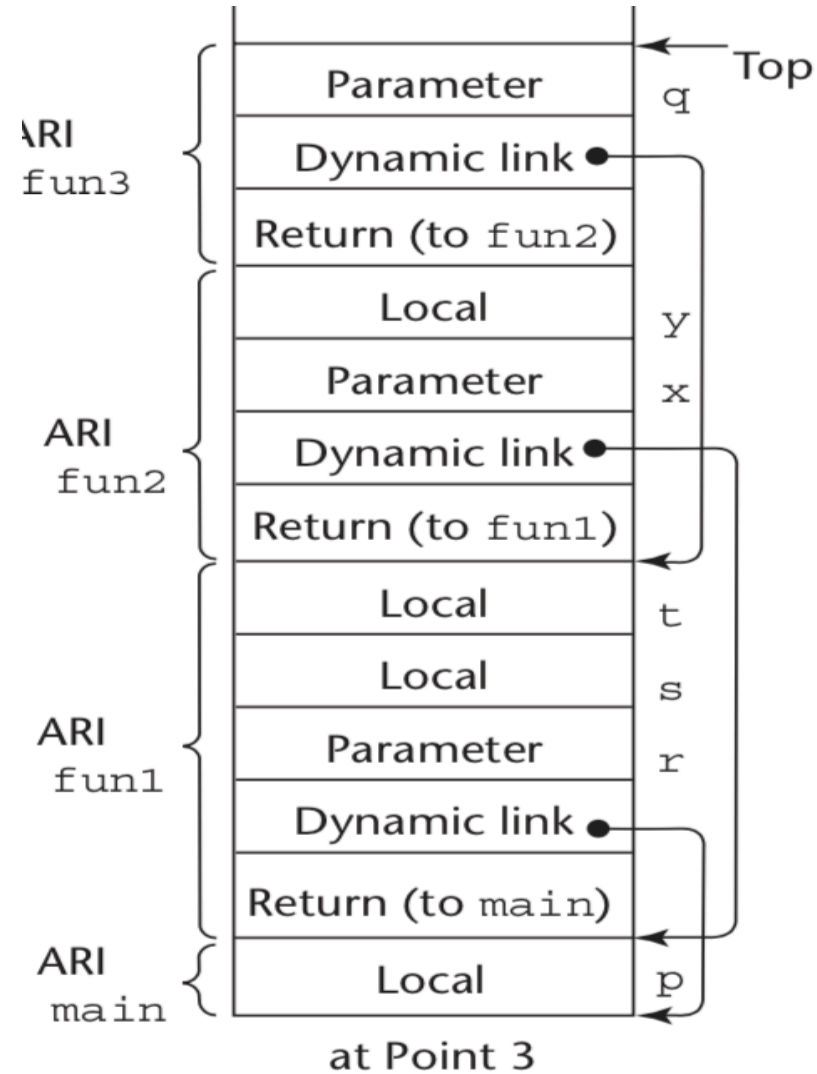 Top
Parameter
q
ARI
fun3
Dynamic link
Return (to fun2)
Local
y
Parameter
x
ARI
fun2
Dynamic link
Return (to fun1)
Local
t
Local
s
ARI
fun1
Parameter
r
Dynamic link
Return (to main)
ARI
main
Local
p
at Point 3